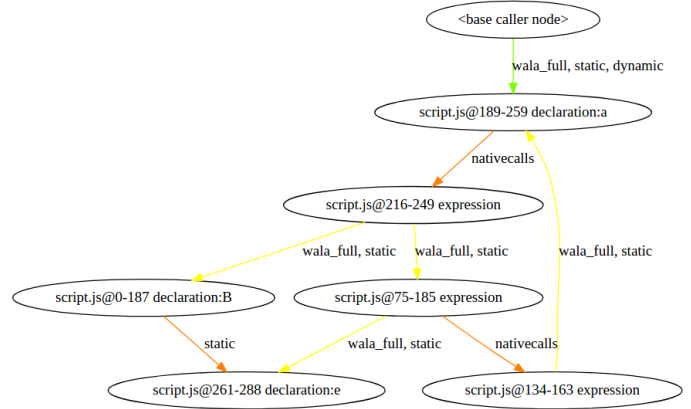 <base caller node>
wala_full, static, dynamic
script.js@189-259 declaration:a
nativecalls
script.js@216-249 expression
wala_full, static
wala_full, static
wala_full, static
script.js@0-187 declaration:B
script.js@75-185 expression
static
wala_full, static
nativecalls
script.js@261-288 declaration:e
script.js@134-163 expression